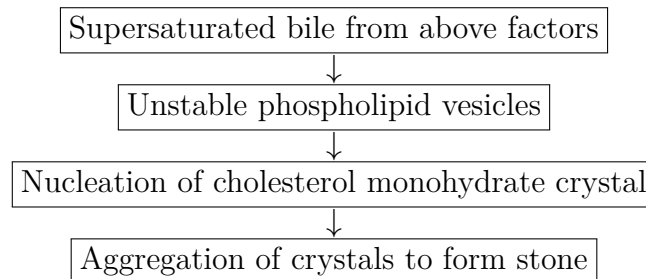 Supersaturated bile from above factors
Unstable phospholipid vesicles
Nucleation of cholesterol monohydrate crystal
Aggregation of crystals to form stone